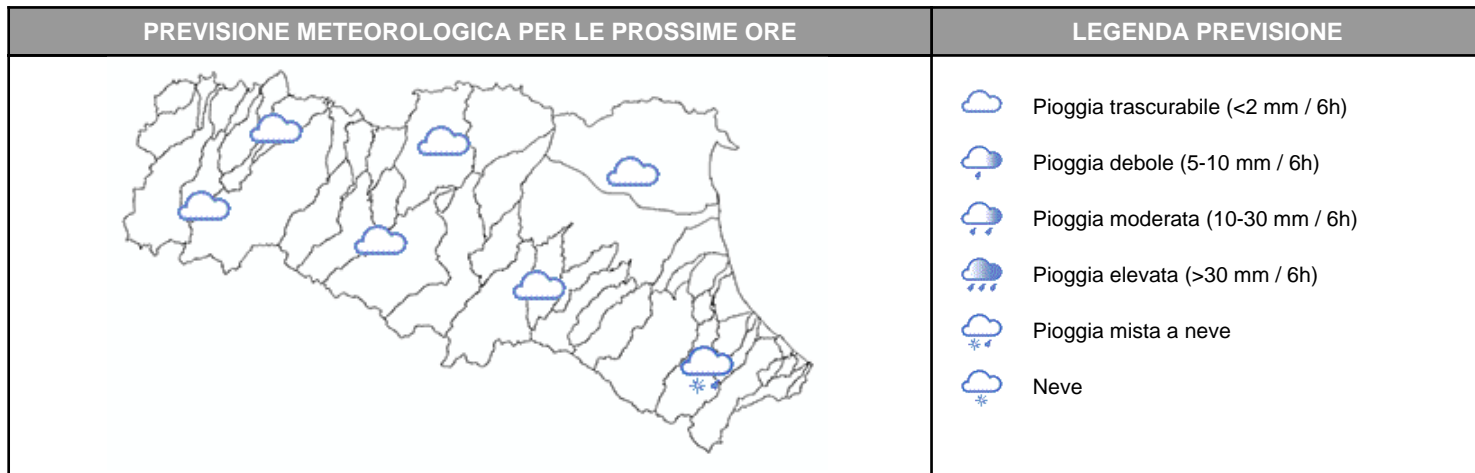 PREVISIONE METEOROLOGICA PER LE PROSSIME ORE
LEGENDA PREVISIONE
Pioggia trascurabile (<2 mm / 6h)
Pioggia debole (5-10 mm / 6h)
Pioggia moderata (10-30 mm / 6h)
Pioggia elevata (>30 mm / 6h)
Pioggia mista a neve
Neve